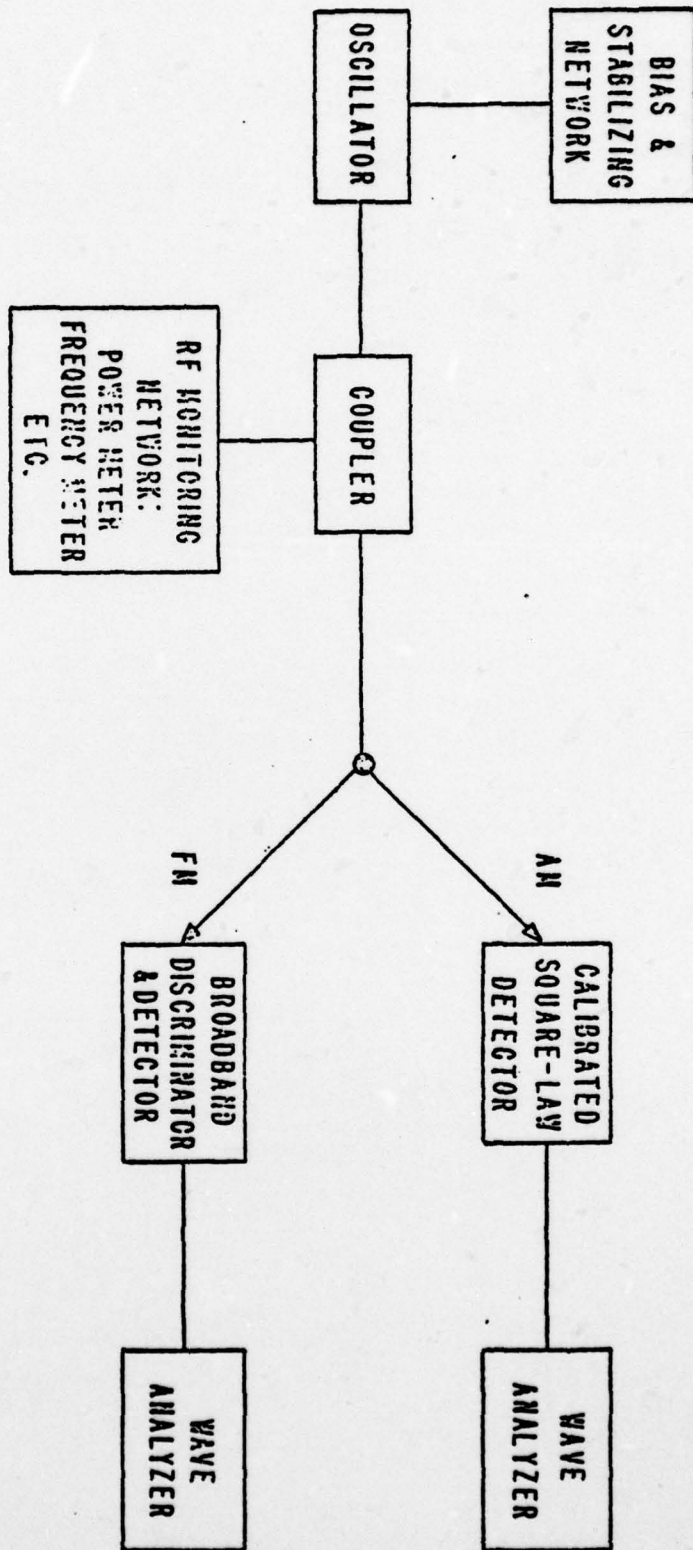 BIAS &
STABILIZING
NETWORK
OSCILLATOR
COUPLER
RF MONITORING
NETWORK:
POWER METER
FREQUENCY METER
ETC.
AM
FM
CALIBRATED
SQUARE-LAW
DETECTOR
BROADBAND
DISCRIMINATOR
&DETECTOR
WAVE
ANALYZER
WAVE
ANALYZER